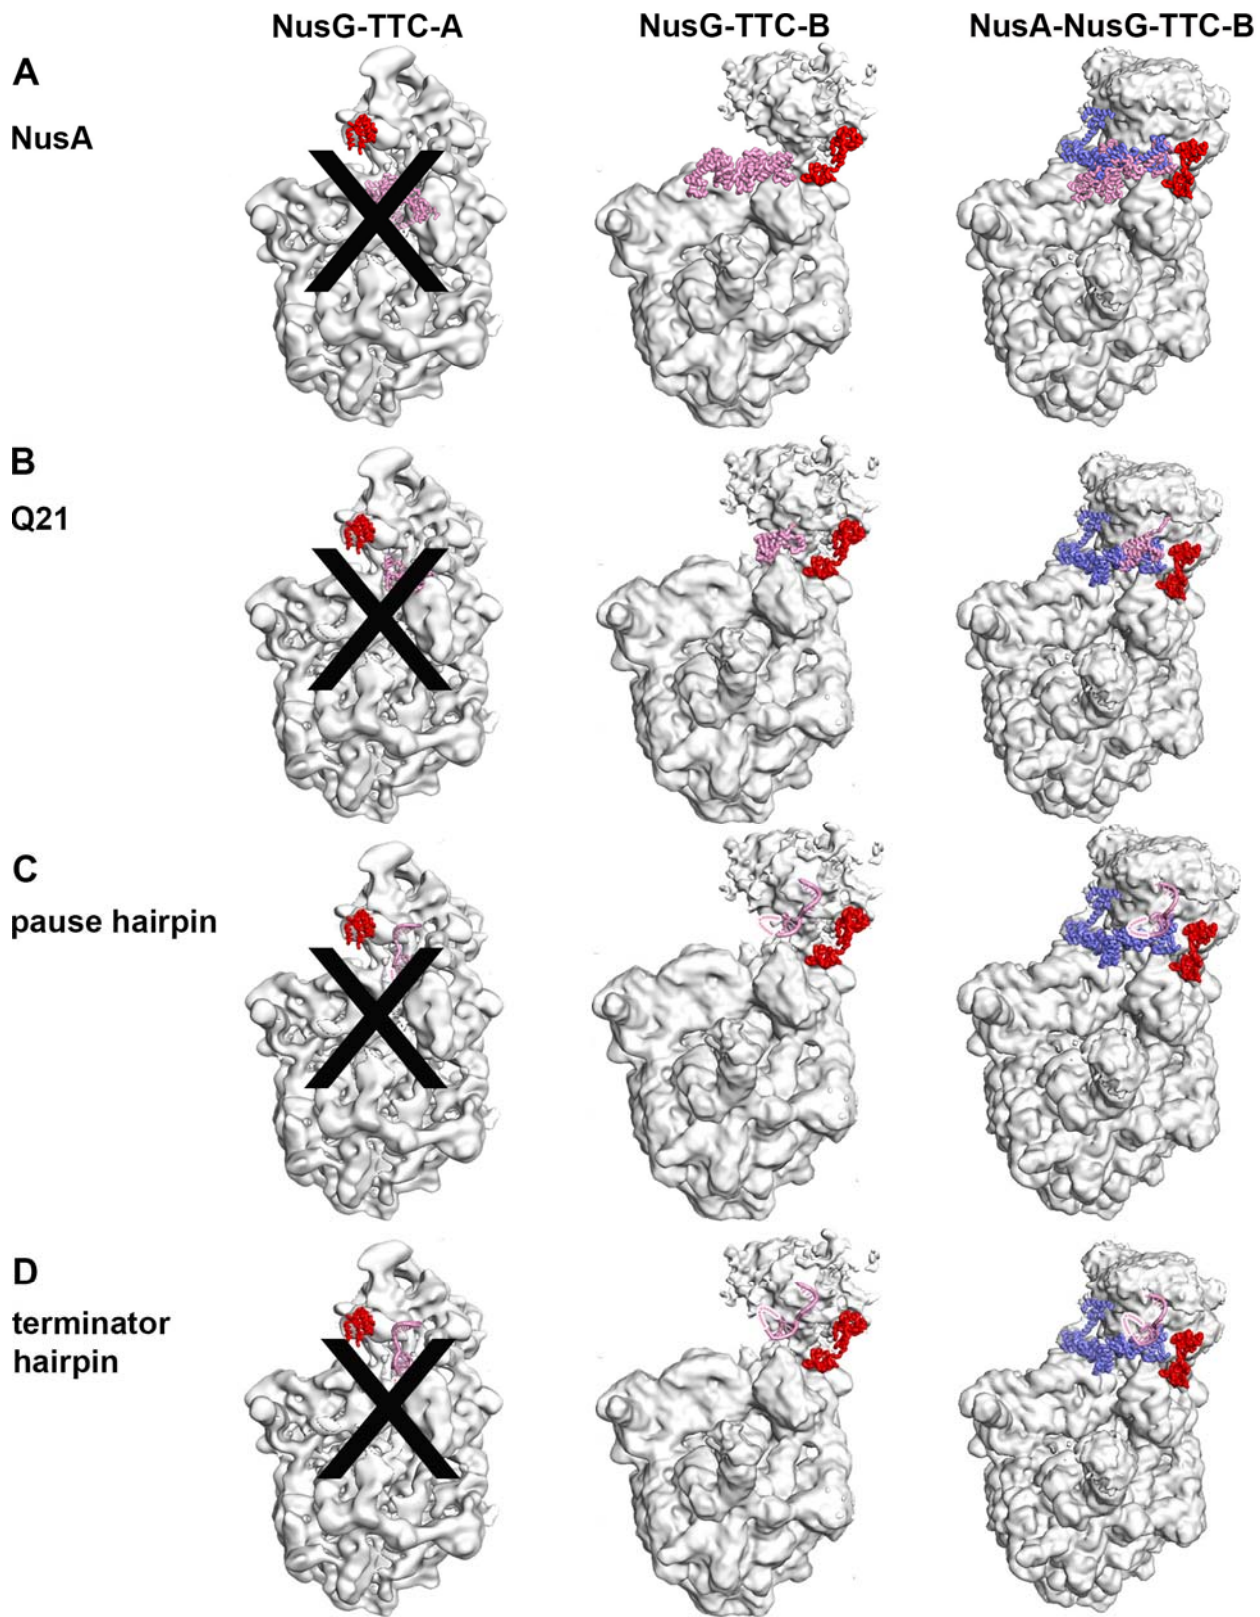 NusG-TTC-A NusG-TTC-B NusA-NusG-TTC-B
A
NusA
B
Q21
C
pause hairpin
D
terminator
hairpin